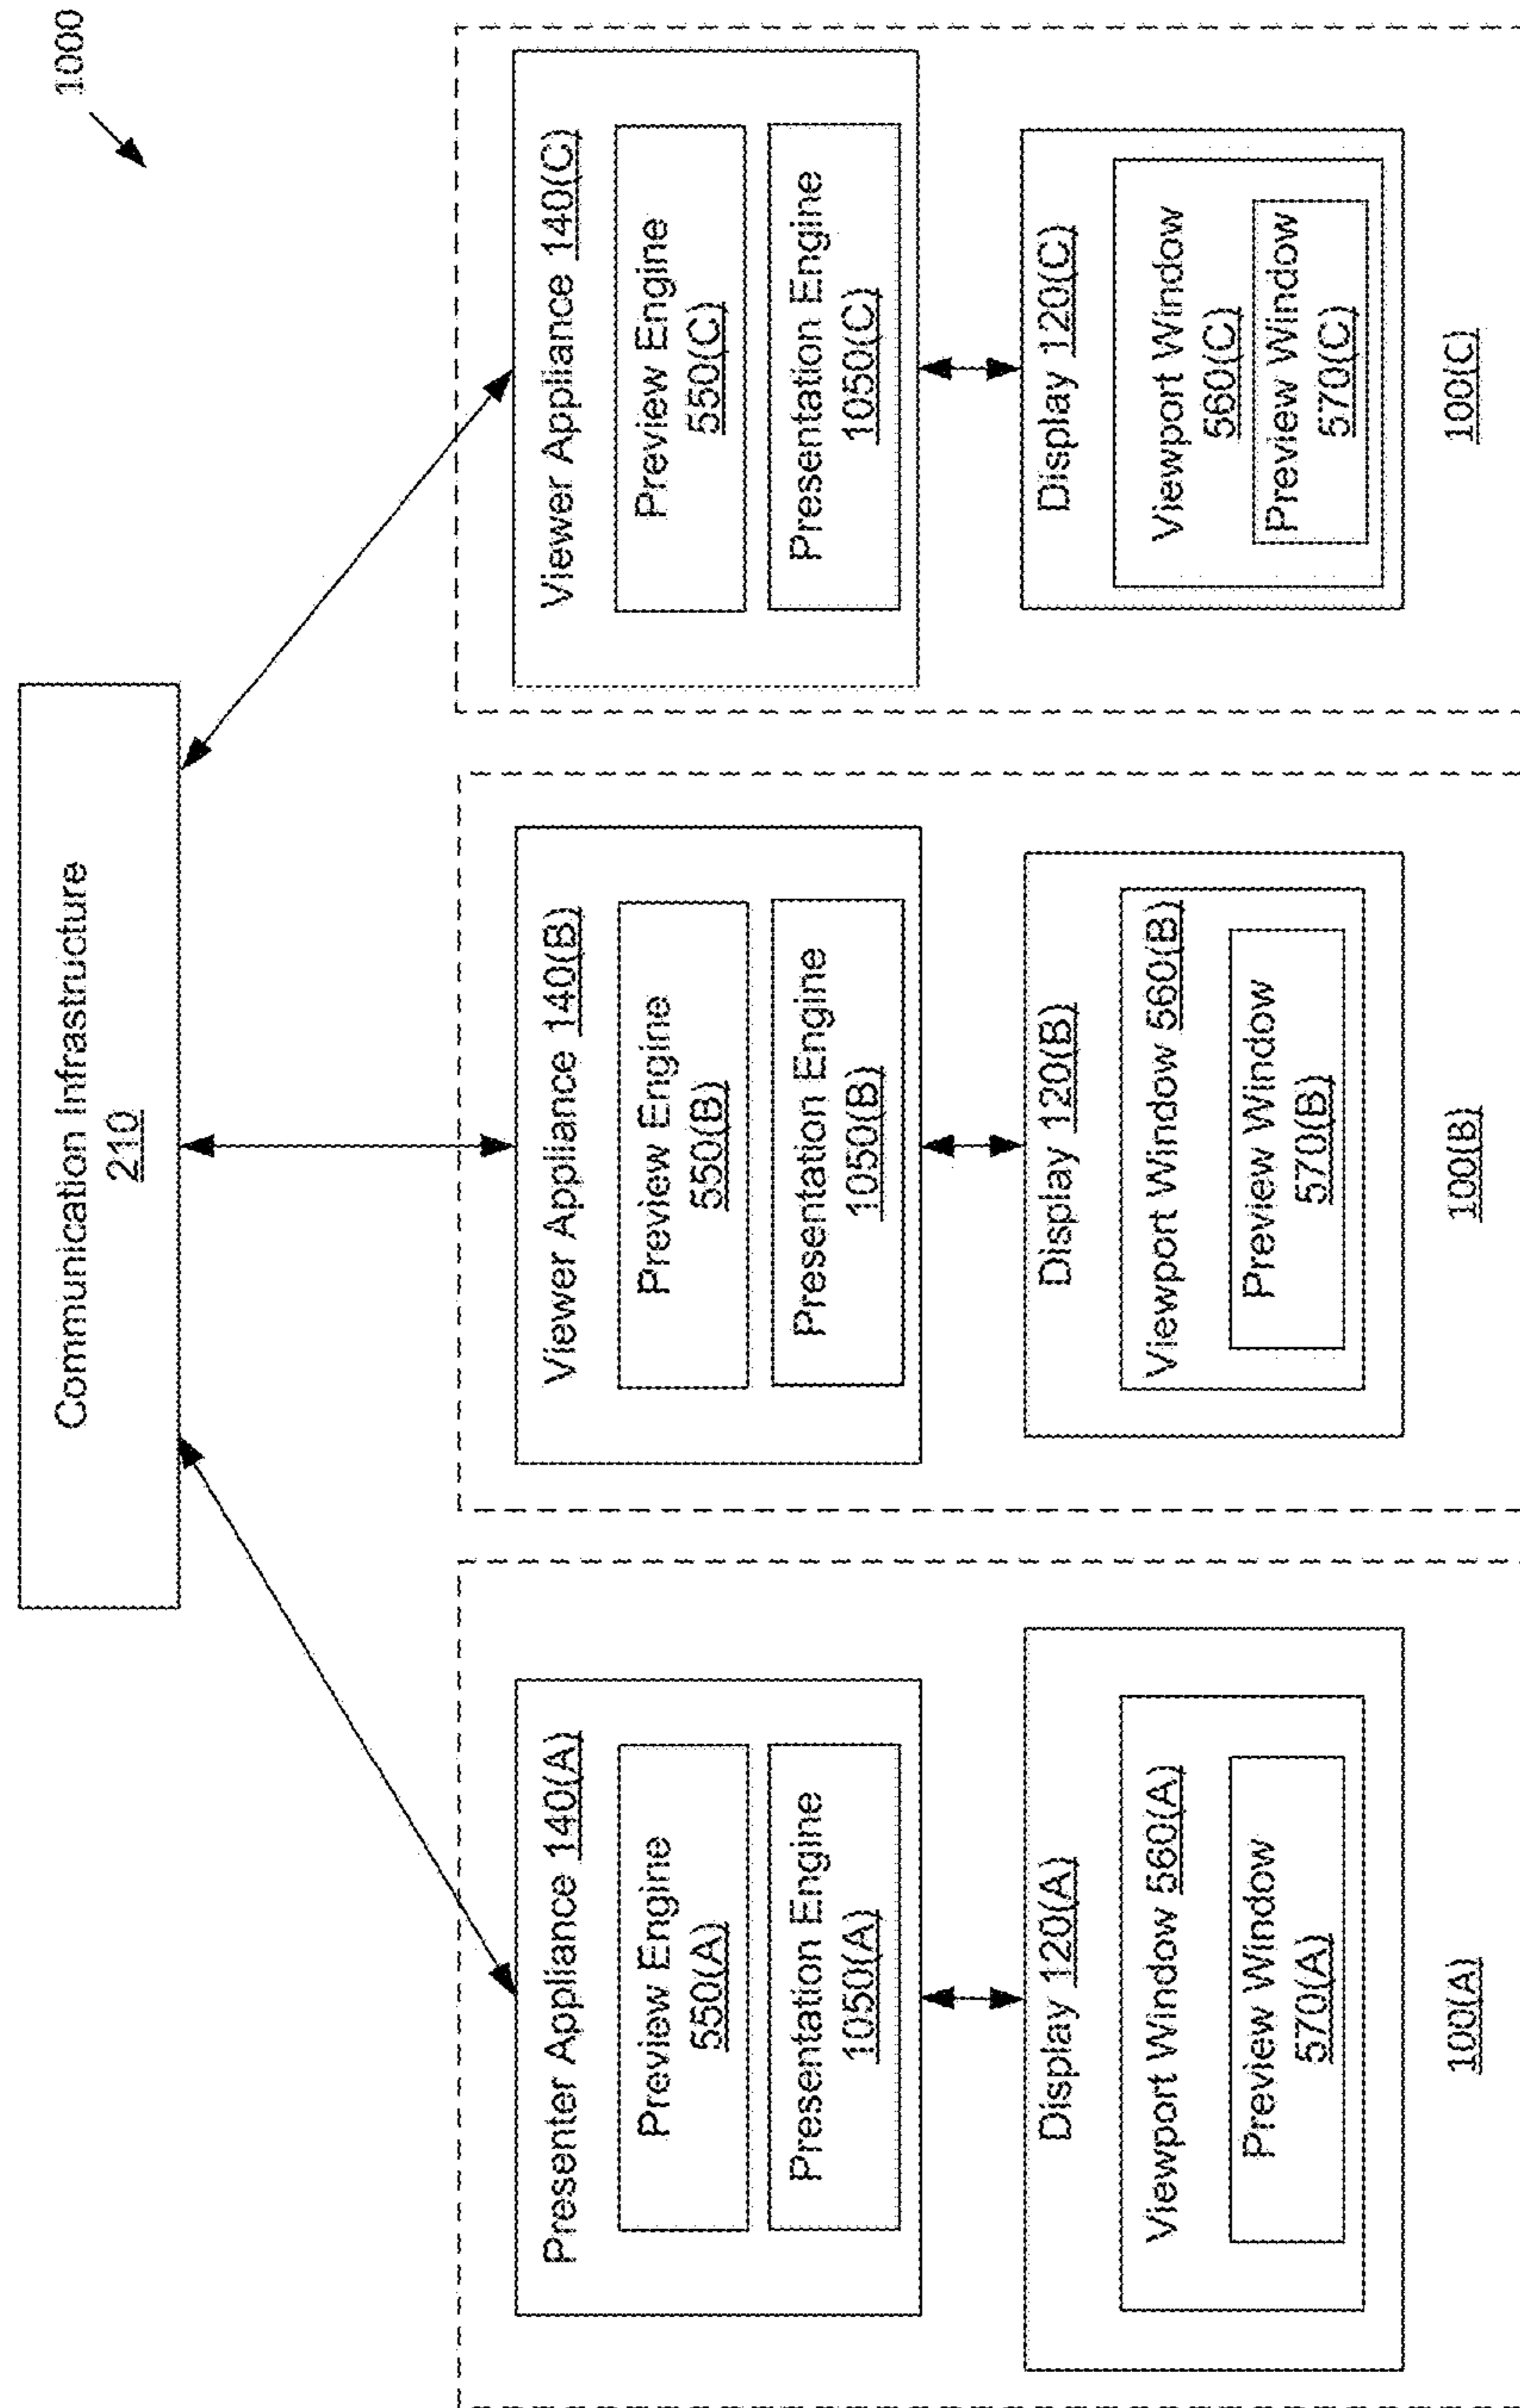 1000
Communication Infrastructure
210
Presenter Appliance 140(A)
Preview Engine
550(A)
Presentation Engine
1050(A)
Display 120(A)
Viewport Window 560(A)
Preview Window
570(A)
100(A)
Viewer Appliance 140(B)
Preview Engine
550(B)
Presentation Engine
1050(B)
Display 120(B)
Viewport Window 560(B)
Preview Window
570(B)
100(B)
Viewer Appliance 140(C)
Preview Engine
550(C)
Presentation Engine
1050(C)
Display 120(C)
Viewport Window
560(C)
Preview Window
570(C)
100(C)